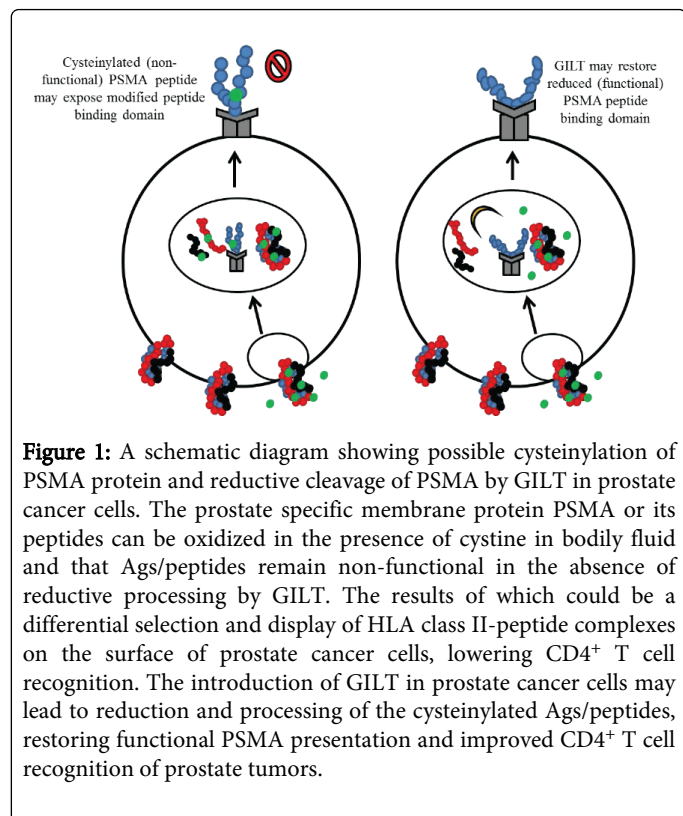 Cysteinylated (non-
functional) PSMA peptide
may expose modified peptide
binding domain
GILT may restore
reduced (functional)
PSMA peptide
binding domain
Figure 1: A schematic diagram showing possible cysteinylation of
PSMA protein and reductive cleavage of PSMA by GILT in prostate
cancer cells. The prostate specific membrane protein PSMA or its
peptides can be oxidized in the presence of cystine in bodily fluid
and that Ags/peptides remain non-functional in the absence of
reductive processing by GILT. The results of which could be a
differential selection and display of HLA class II-peptide complexes
on the surface of prostate cancer cells, lowering CD4⁺ T cell
recognition. The introduction of GILT in prostate cancer cells may
lead to reduction and processing of the cysteinylated Ags/peptides,
restoring functional PSMA presentation and improved CD4⁺ T cell
recognition of prostate tumors.